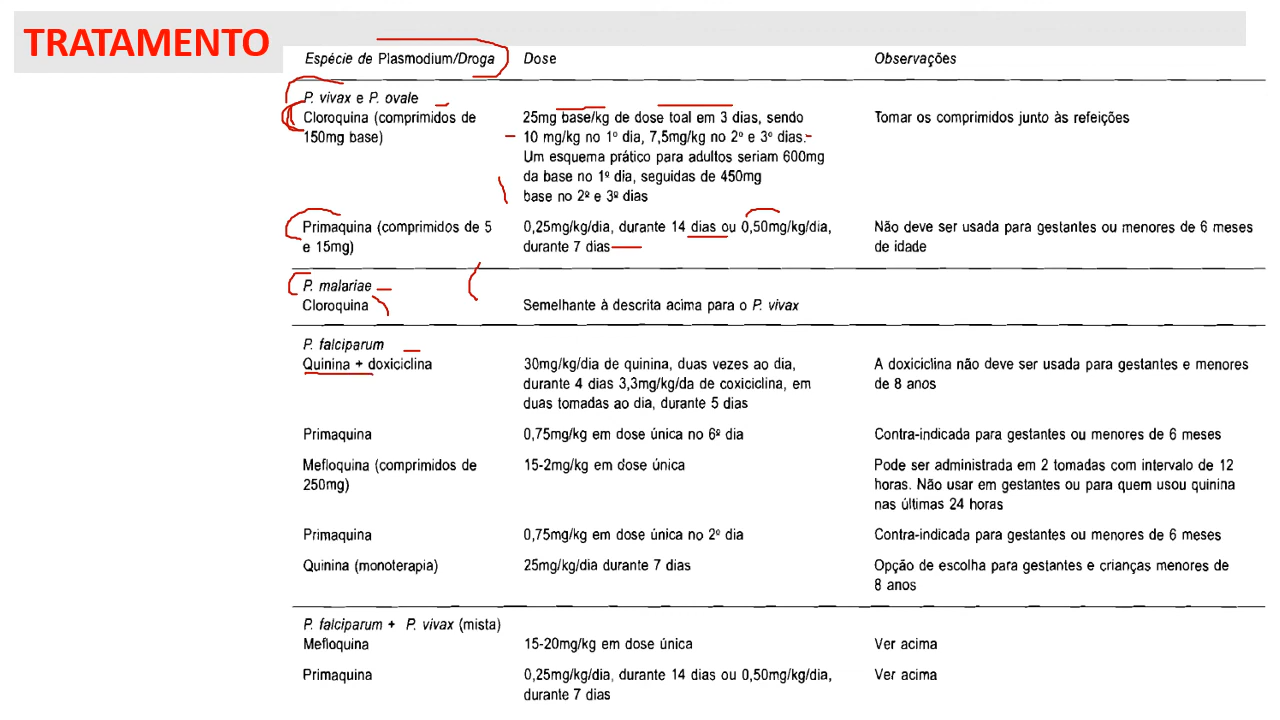 TRATAMENTO
Espécie de Plasmodium/Droga Dose Observações
P. vivax e P. ovale
Cloroquina (comprimidos de 25mg base/kg de dose toal em 3 dias, sendo Tomar os comprimidos junto às refeições
150mg base) 10 mg/kg no 1º dia, 7,5mg/kg no 2º e 3º dias.
Um esquema prático para adultos seriam 600mg
da base no 1º dia, seguidas de 450mg
base no 2º e 3º dias
Primaquina (comprimidos de 5 0,25mg/kg/dia, durante 14 dias ou 0,50mg/kg/dia, Não deve ser usada para gestantes ou menores de 6 meses
e 15mg) durante 7 dias de idade
P. malariae
Cloroquina Semelhante à descrita acima para o P. vivax
P. falciparum
Quinina + doxiciclina 30mg/kg/dia de quinina, duas vezes ao dia, A doxiciclina não deve ser usada para gestantes e menores
durante 4 dias 3,3mg/kg/da de coxiciclina, em de 8 anos
duas tomadas ao dia, durante 5 dias
Primaquina 0,75mg/kg em dose única no 6º dia Contra-indicada para gestantes ou menores de 6 meses
Mefloquina (comprimidos de 15-2mg/kg em dose única Pode ser administrada em 2 tomadas com intervalo de 12
250mg) horas. Não usar em gestantes ou para quem usou quinina
nas últimas 24 horas
Primaquina 0,75mg/kg em dose única no 2º dia Contra-indicada para gestantes ou menores de 6 meses
Quinina (monoterapia) 25mg/kg/dia durante 7 dias Opção de escolha para gestantes e crianças menores de
8 anos
P. falciparum + P. vivax (mista)
Mefloquina 15-20mg/kg em dose única Ver acima
Primaquina 0,25mg/kg/dia, durante 14 dias ou 0,50mg/kg/dia, Ver acima
durante 7 dias